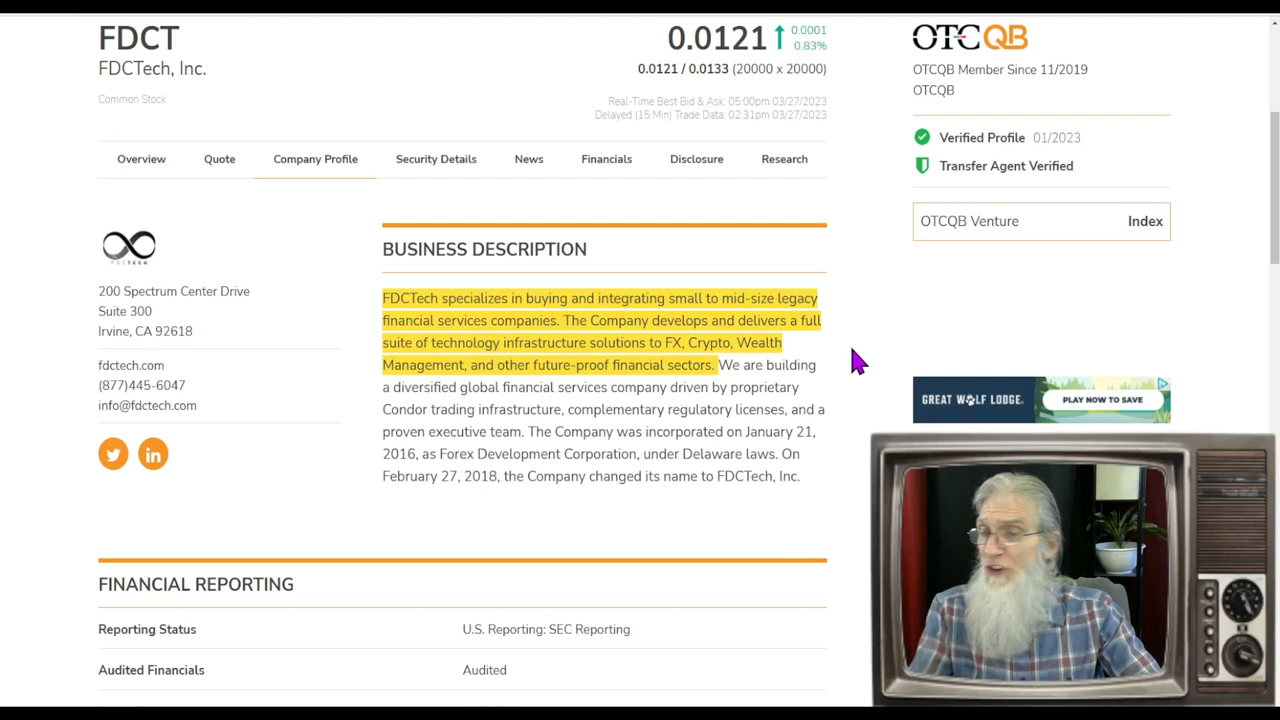 FDCT
FDCTech, Inc.
Common Stock
0.0121
0.0001
0.83%
0.0121 / 0.0133 (20000 x 20000)
Real-Time Best Bid & Ask: 05:00pm 03/27/2023
Delayed (15 Min) Trade Data: 02:31pm 03/27/2023
OTCQB
OTCQB Member Since 11/2019
OTCQB
Verified Profile 01/2023
Transfer Agent Verified
OTCQB Venture Index
Overview Quote Company Profile Security Details News Financials Disclosure Research
FDCTECH
200 Spectrum Center Drive
Suite 300
Irvine, CA 92618
fdctech.com
(877)445-6047
info@fdctech.com
BUSINESS DESCRIPTION
FDCTech specializes in buying and integrating small to mid-size legacy
financial services companies. The Company develops and delivers a full
suite of technology infrastructure solutions to FX, Crypto, Wealth
Management, and other future-proof financial sectors. We are building
a diversified global financial services company driven by proprietary
Condor trading infrastructure, complementary regulatory licenses, and a
proven executive team. The Company was incorporated on January 21,
2016, as Forex Development Corporation, under Delaware laws. On
February 27, 2018, the Company changed its name to FDCTech, Inc.
GREAT WOLF LODGE. PLAY NOW TO SAVE
FINANCIAL REPORTING
Reporting Status U.S. Reporting: SEC Reporting
Audited Financials Audited